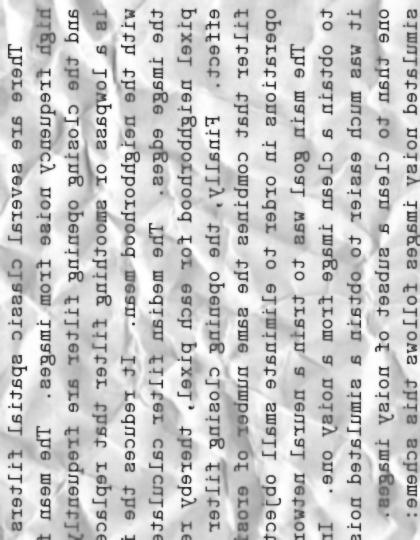 There are several classic spatial filters
high frequency noise from images. The mean f
and the closing opening filter are frequently
is a lowpass or smoothing filter that replace
with the neighborhood mean. It reduces the i
the image edges. The median filter calculate
pixel neighborhood for each pixel, thereby re
effect. Finally, the opening closing filter
filter that combines the same number of erosi
operations in order to eliminate small object
The main goal was to train a neural networ
to obtain a clean image from a noisy one. In
it was much easier to obtain a simulated nois
one than to clean a subset of noisy images.
simulated noisy images follows this scheme: